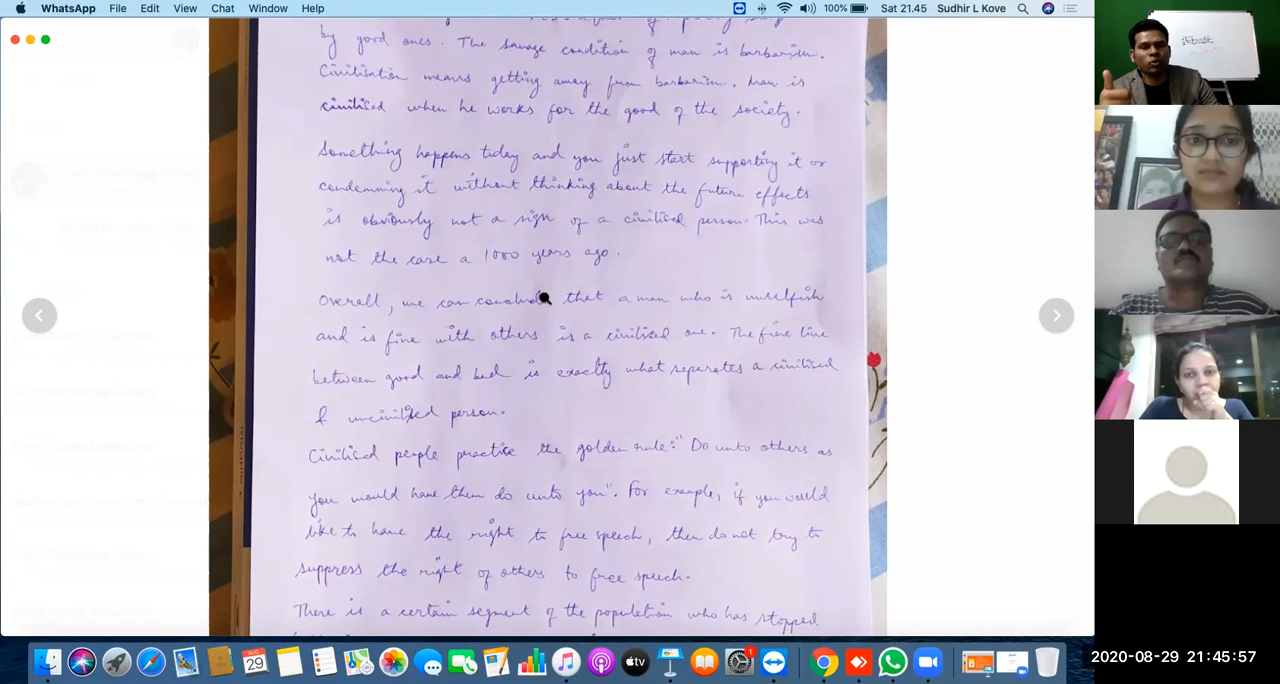 WhatsApp File Edit View Chat Window Help 100% Sat 21.45 Sudhir L Kove
by good ones. The savage condition of man is barbarism.
Civilisation means getting away from barbarism. Man is
civilised when he works for the good of the society.
Something happens today and you just start supporting it or
condemning it without thinking about the future effects
is obviously not a sign of a civilised person. This was
not the case a 1000 years ago.
Overall, we can conclude that a man who is unselfish
and is fine with others is a civilised one. The fine line
between good and bad is exactly what separates a civilised
& uncivilised person.
Civilised people practice the golden rule:" Do unto others as
you would have them do unto you". For example, if you would
like to have the right to free speech, then do not try to
suppress the right of others to free speech.
There is a certain segment of the population who has stopped
AUG
29
tv
1
2020-08-29 21:45:57